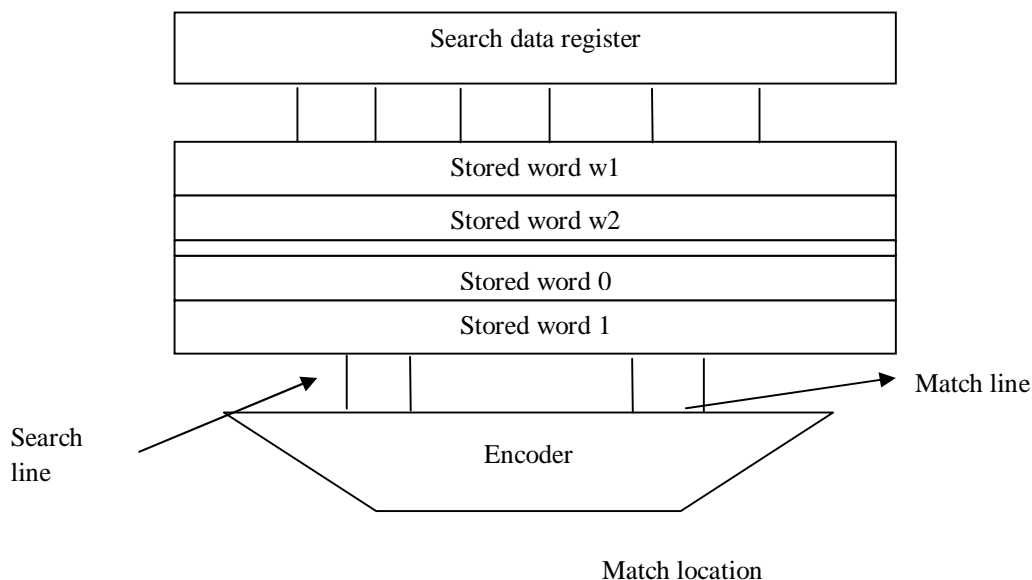 Search data register
Stored word w1
Stored word w2
Stored word 0
Stored word 1
Match line
Search
line
Encoder
Match location